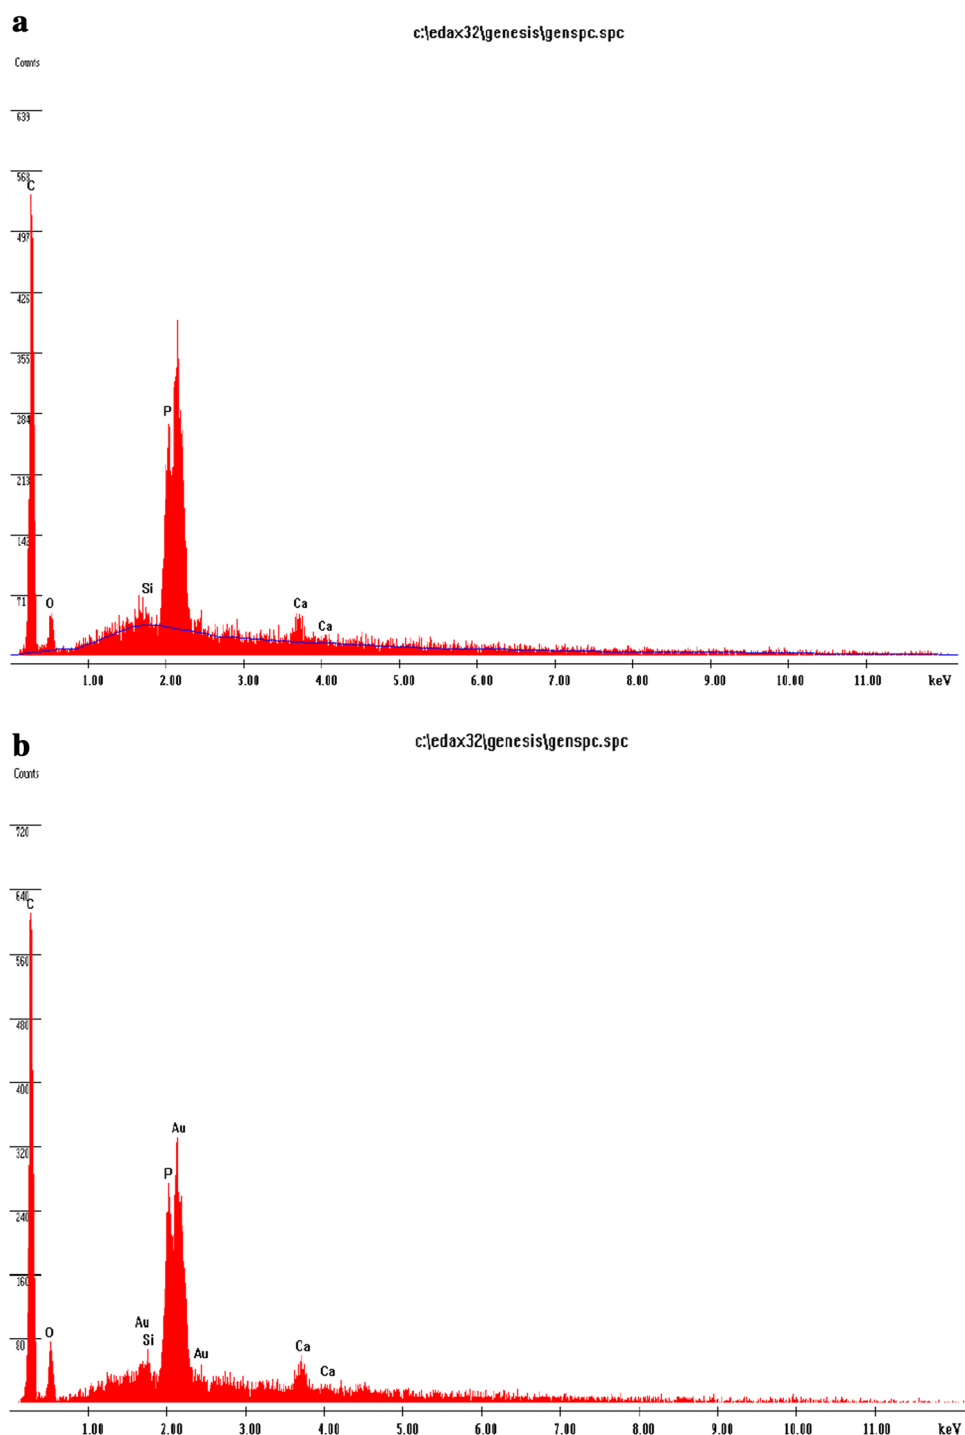 a
c:\edax32\genesis\genspc.spc
Counts
639
568
C
497
426
355
284
P
213
142
71
Si
O
Ca
Ca
1.00 2.00 3.00 4.00 5.00 6.00 7.00 8.00 9.00 10.00 11.00 keV
b
c:\edax32\genesis\genspc.spc
Counts
720
640
C
560
480
400
320
Au
P
240
160
80
Au
Si
O
Au
Ca
Ca
1.00 2.00 3.00 4.00 5.00 6.00 7.00 8.00 9.00 10.00 11.00 keV